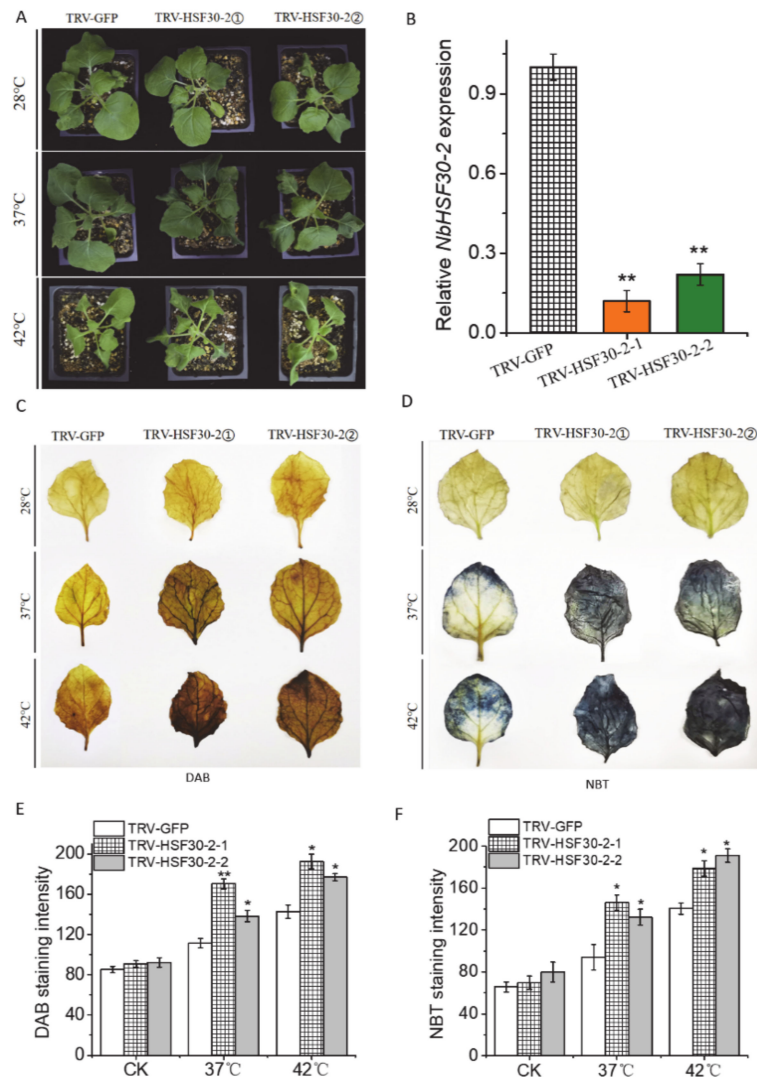 A
TRV-GFP TRV-HSF30-2① TRV-HSF30-2②
28℃
37℃
42℃
B
Relative NbHSF30-2 expression
0.9
0.6
0.3
0.0
** **
TRV-GFP
TRV-HSF30-2-1
TRV-HSF30-2-2
C
TRV-GFP TRV-HSF30-2① TRV-HSF30-2②
28℃
37℃
42℃
DAB
D
TRV-GFP TRV-HSF30-2① TRV-HSF30-2②
28℃
37℃
42℃
NBT
E
TRV-GFP
TRV-HSF30-2-1
TRV-HSF30-2-2
DAB staining intensity
200
160
120
80
40
0
** * * *
CK 37℃ 42℃
F
TRV-GFP
TRV-HSF30-2-1
TRV-HSF30-2-2
NBT staining intensity
200
160
120
80
40
0
* * * *
CK 37℃ 42℃